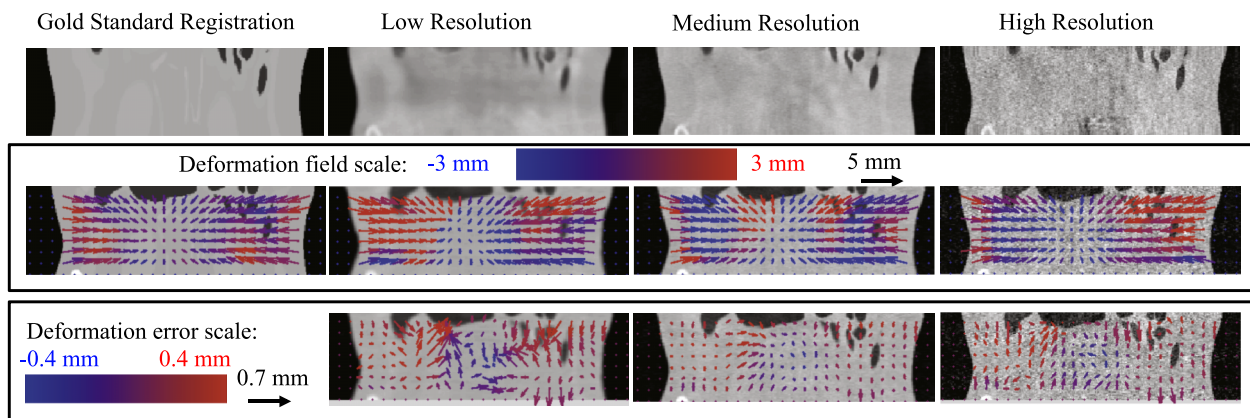 Gold Standard Registration Low Resolution Medium Resolution High Resolution
Deformation field scale: -3 mm 3 mm 5 mm
Deformation error scale:
-0.4 mm 0.4 mm
0.7 mm